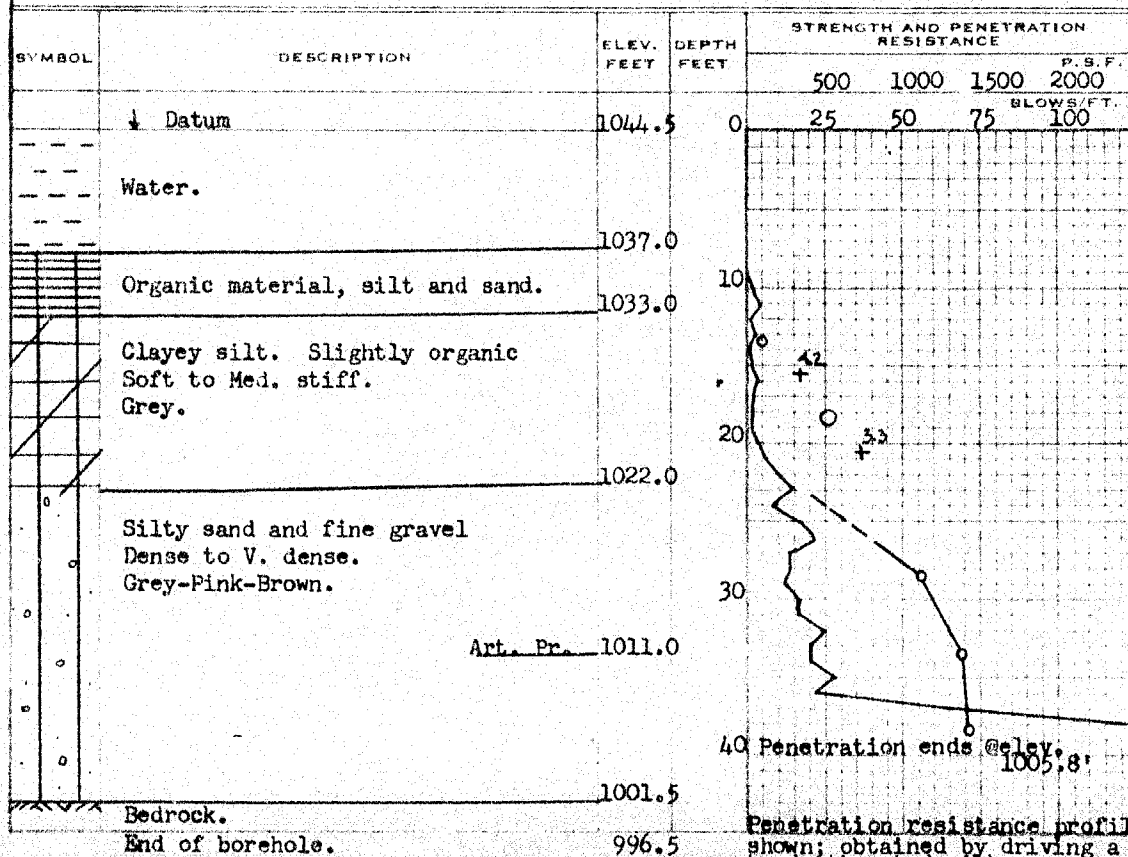 SYMBOL DESCRIPTION ELEV. FEET DEPTH FEET STRENGTH AND PENETRATION RESISTANCE
P.S.F.
500 1000 1500 2000
BLOWS/FT.
25 50 75 100
↓ Datum 1044.5 0
Water.
1037.0
10
Organic material, silt and sand.
1033.0
Clayey silt. Slightly organic
Soft to Med. stiff.
Grey.
4.2
20
3.3
1022.0
Silty sand and fine gravel
Dense to V. dense.
Grey-Pink-Brown.
30
Art. Pr. 1011.0
40 Penetration ends @elev.
1005.8'
1001.5
Bedrock.
End of borehole. 996.5
Penetration resistance profil
shown; obtained by driving a